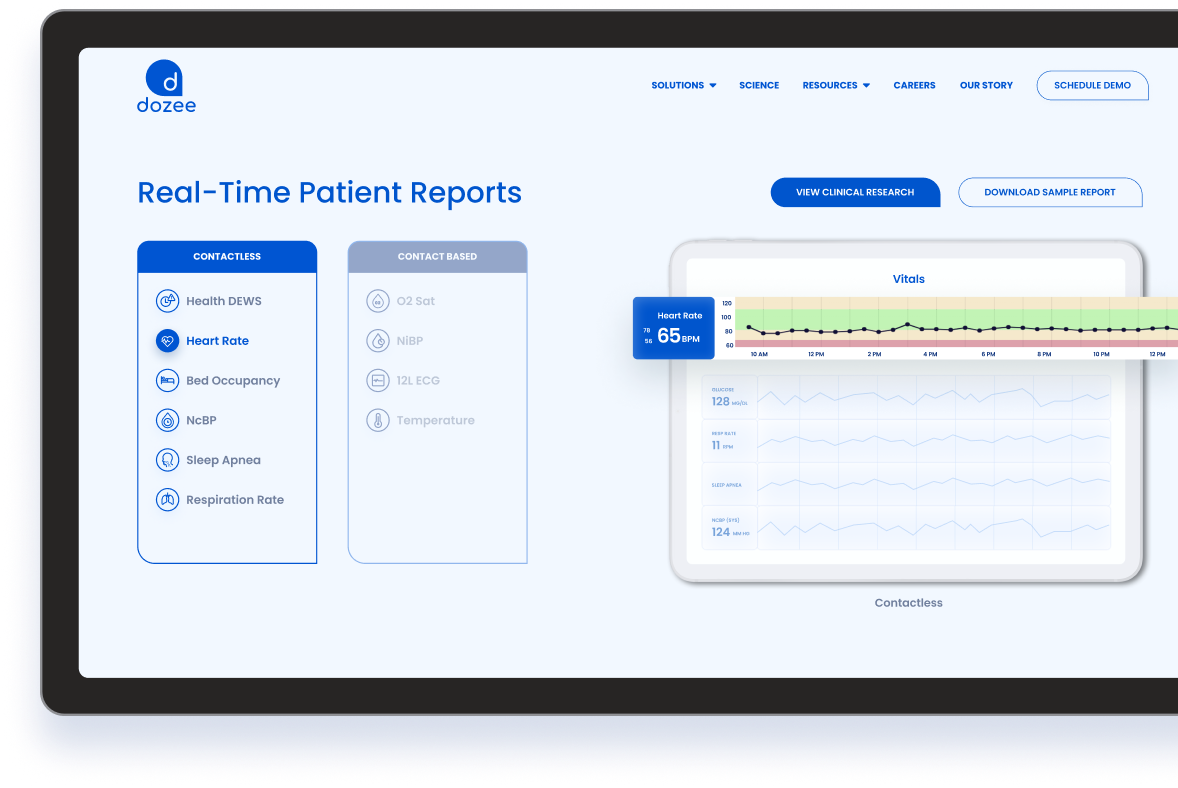 d
dozee
SOLUTIONS
SCIENCE
RESOURCES
CAREERS
OUR STORY
SCHEDULE DEMO
Real-Time Patient Reports
VIEW CLINICAL RESEARCH
DOWNLOAD SAMPLE REPORT
CONTACTLESS
Health DEWS
Heart Rate
Bed Occupancy
NcBP
Sleep Apnea
Respiration Rate
CONTACT BASED
O2 Sat
NiBP
12L ECG
Temperature
Vitals
Heart Rate
78
56
65 BPM
120
100
80
60
10 AM 12 PM 2 PM 4 PM 6 PM 8 PM 10 PM 12 PM
GLUCOSE
128 MG/DL
RESP RATE
11 RPM
SLEEP APNEA
NCBP (SYS)
124 MM HG
Contactless